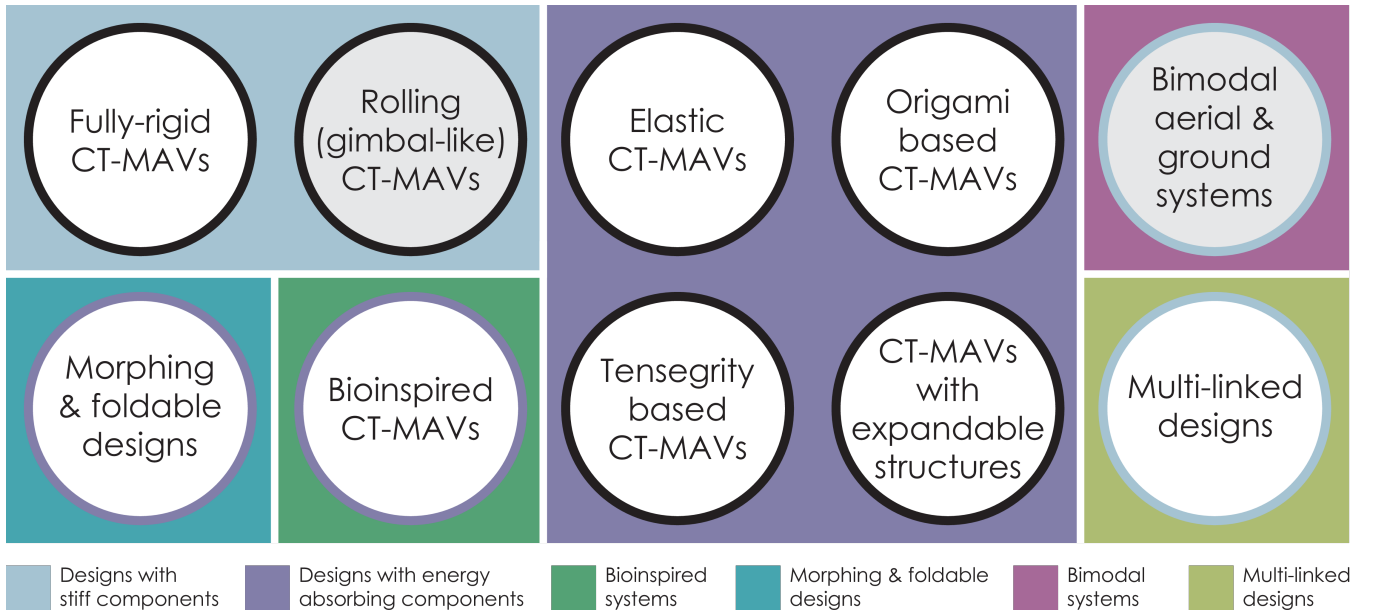 Fully-rigid
CT-MAVs
Rolling
(gimbal-like)
CT-MAVs
Elastic
CT-MAVs
Origami
based
CT-MAVs
Bimodal
aerial &
ground
systems
Morphing
& foldable
designs
Bioinspired
CT-MAVs
Tensegrity
based
CT-MAVs
CT-MAVs
with
expandable
structures
Multi-linked
designs
Designs with
stiff components
Designs with energy
absorbing components
Bioinspired
systems
Morphing & foldable
designs
Bimodal
systems
Multi-linked
designs